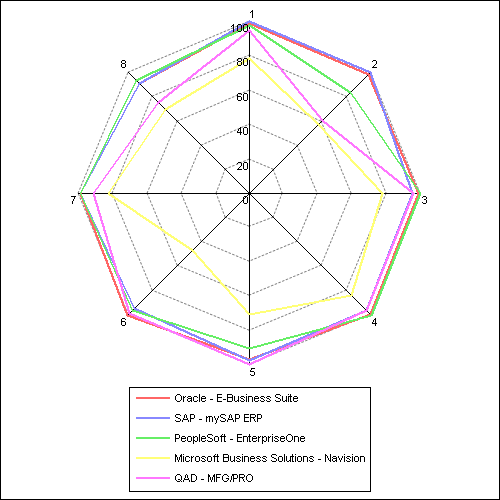 1
100
8
2
80
60
40
20
7
0
3
6
4
5
Oracle - E-Business Suite
SAP - mySAP ERP
PeopleSoft - EnterpriseOne
Microsoft Business Solutions - Navision
QAD - MFG/PRO